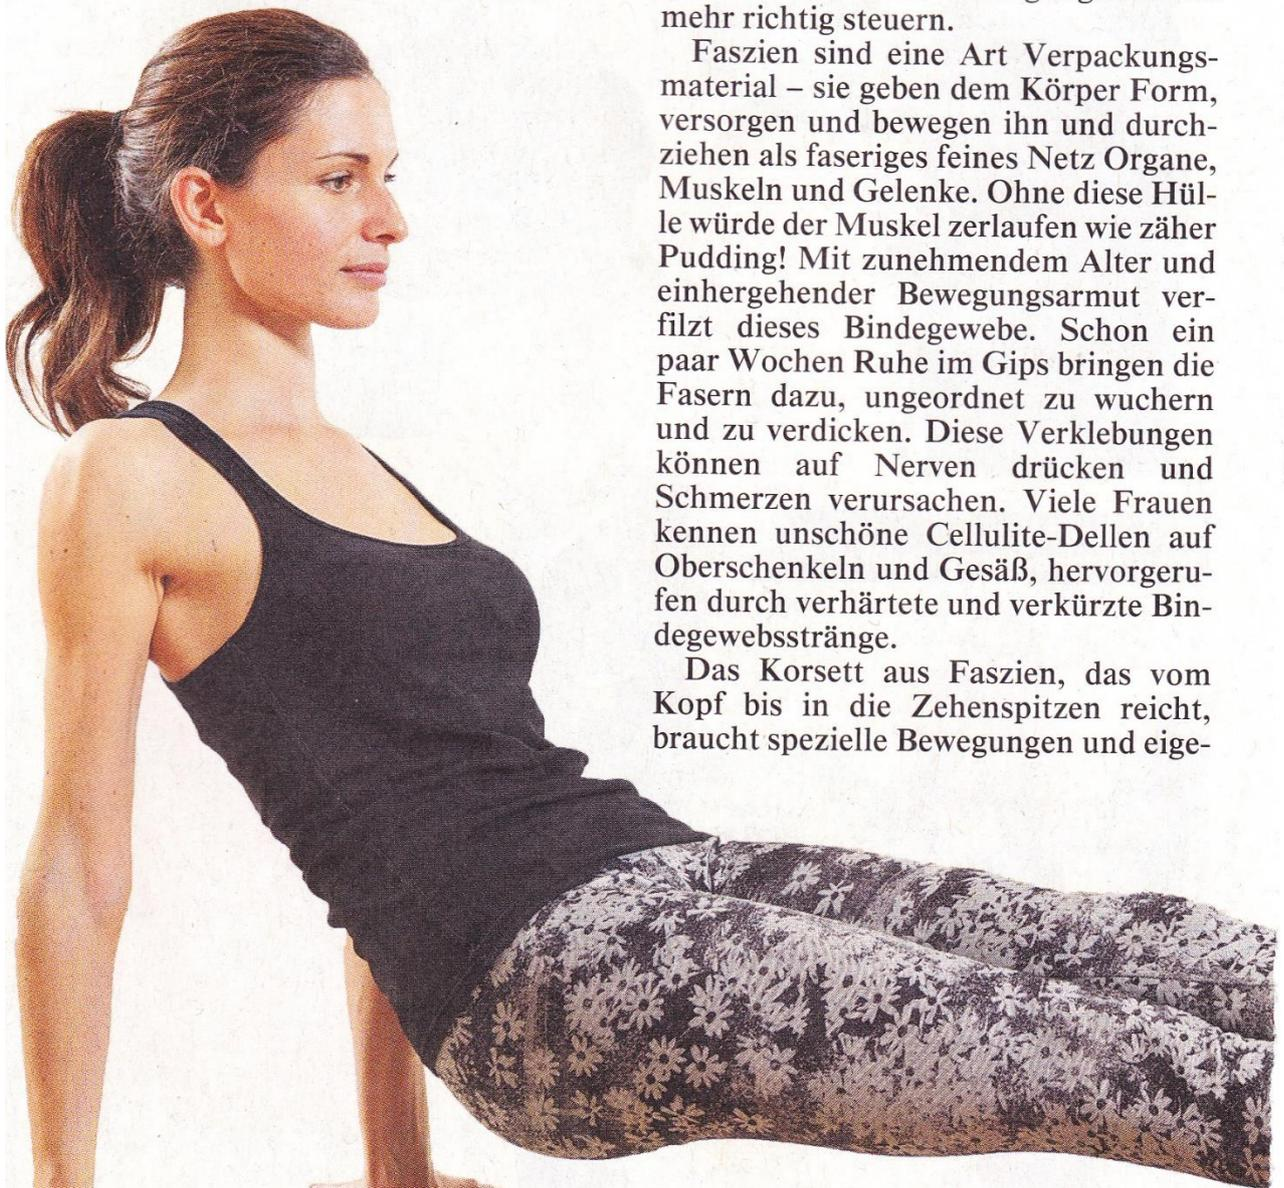 mehr richtig steuern.
Faszien sind eine Art Verpackungs-
material – sie geben dem Körper Form,
versorgen und bewegen ihn und durch-
ziehen als faseriges feines Netz Organe,
Muskeln und Gelenke. Ohne diese Hül-
le würde der Muskel zerlaufen wie zäher
Pudding! Mit zunehmendem Alter und
einhergehender Bewegungsarmut ver-
filzt dieses Bindegewebe. Schon ein
paar Wochen Ruhe im Gips bringen die
Fasern dazu, ungeordnet zu wuchern
und zu verdicken. Diese Verklebungen
können auf Nerven drücken und
Schmerzen verursachen. Viele Frauen
kennen unschöne Cellulite-Dellen auf
Oberschenkeln und Gesäß, hervorgeru-
fen durch verhärtete und verkürzte Bin-
degewebsstränge.
Das Korsett aus Faszien, das vom
Kopf bis in die Zehenspitzen reicht,
braucht spezielle Bewegungen und eige-